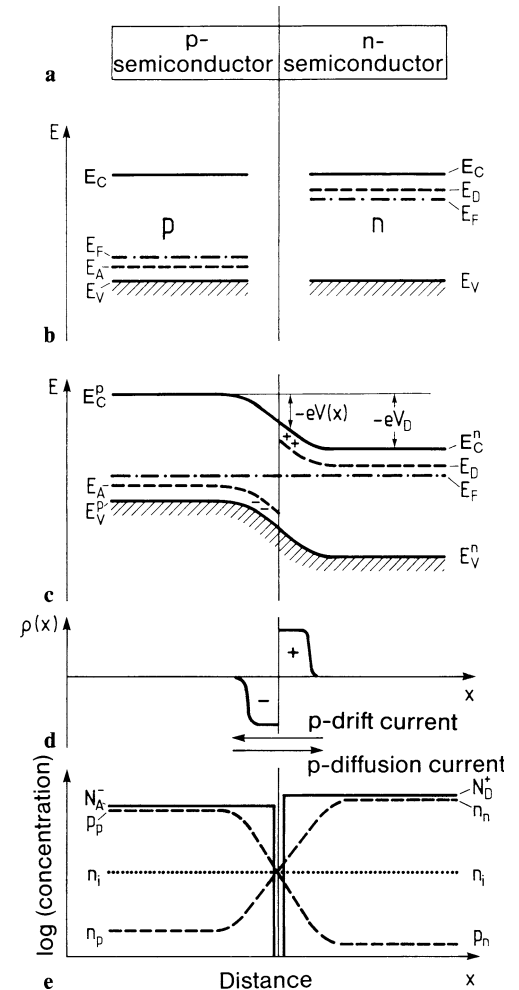 p- n-
semiconductor semiconductor
a
E
E_C E_C
E_D
E_F
p n
E_F
E_A
E_V E_V
b
E
E_C^p
-eV(x) -eV_D
++ E_C^n
E_D
E_F
E_A
E_V^p
--
E_V^n
c
ρ(x)
+
x
-
p-drift current
d
p-diffusion current
log (concentration)
N_A^- N_D^+
p_p n_n
n_i n_i
n_p p_n
e Distance x